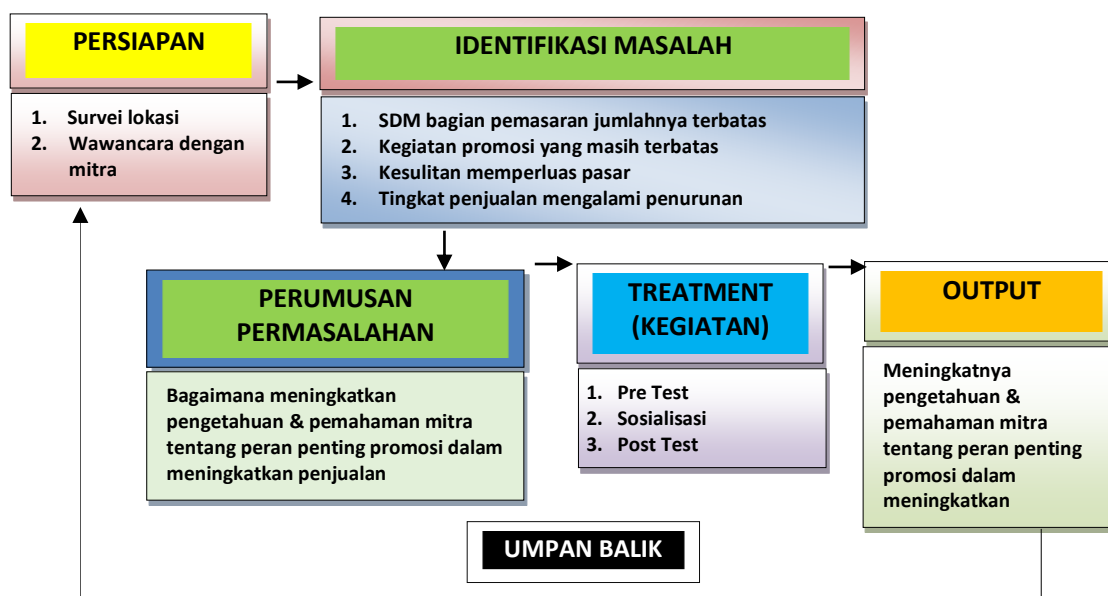 PERSIAPAN
1. Survei lokasi
2. Wawancara dengan
mitra
IDENTIFIKASI MASALAH
1. SDM bagian pemasaran jumlahnya terbatas
2. Kegiatan promosi yang masih terbatas
3. Kesulitan memperluas pasar
4. Tingkat penjualan mengalami penurunan
PERUMUSAN
PERMASALAHAN
Bagaimana meningkatkan
pengetahuan & pemahaman mitra
tentang peran penting promosi dalam
meningkatkan penjualan
TREATMENT
(KEGIATAN)
1. Pre Test
2. Sosialisasi
3. Post Test
OUTPUT
Meningkatnya
pengetahuan &
pemahaman mitra
tentang peran penting
promosi dalam
meningkatkan
UMPAN BALIK